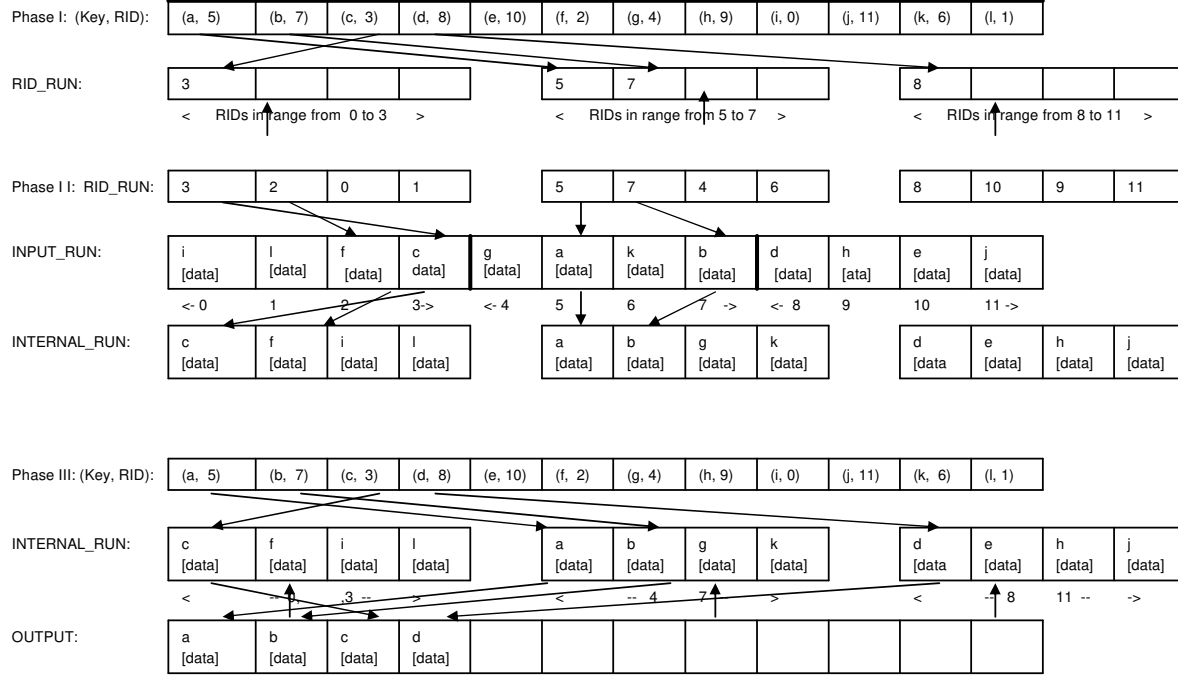 Phase I: (Key, RID): (a, 5) (b, 7) (c, 3) (d, 8) (e, 10) (f, 2) (g, 4) (h, 9) (i, 0) (j, 11) (k, 6) (l, 1)
RID_RUN: 3 5 7 8
< RIDs in range from 0 to 3 > < RIDs in range from 5 to 7 > < RIDs in range from 8 to 11 >
Phase I I: RID_RUN: 3 2 0 1 5 7 4 6 8 10 9 11
INPUT_RUN: i l f c g a k b d h e j
[data] [data] [data] data] [data] [data] [data] [data] [data] [ata] [data] [data]
<- 0 1 2 3-> <- 4 5 6 7 -> <- 8 9 10 11 ->
INTERNAL_RUN: c f i l a b g k d e h j
[data] [data] [data] [data] [data] [data] [data] [data] [data [data] [data] [data]
Phase III: (Key, RID): (a, 5) (b, 7) (c, 3) (d, 8) (e, 10) (f, 2) (g, 4) (h, 9) (i, 0) (j, 11) (k, 6) (l, 1)
INTERNAL_RUN: c f i l a b g k d e h j
[data] [data] [data] [data] [data] [data] [data] [data] [data [data] [data] [data]
< -- 0, ,3 -- > < -- 4 7 -- > < -- 8 11 -- ->
OUTPUT: a b c d
[data] [data] [data] [data]